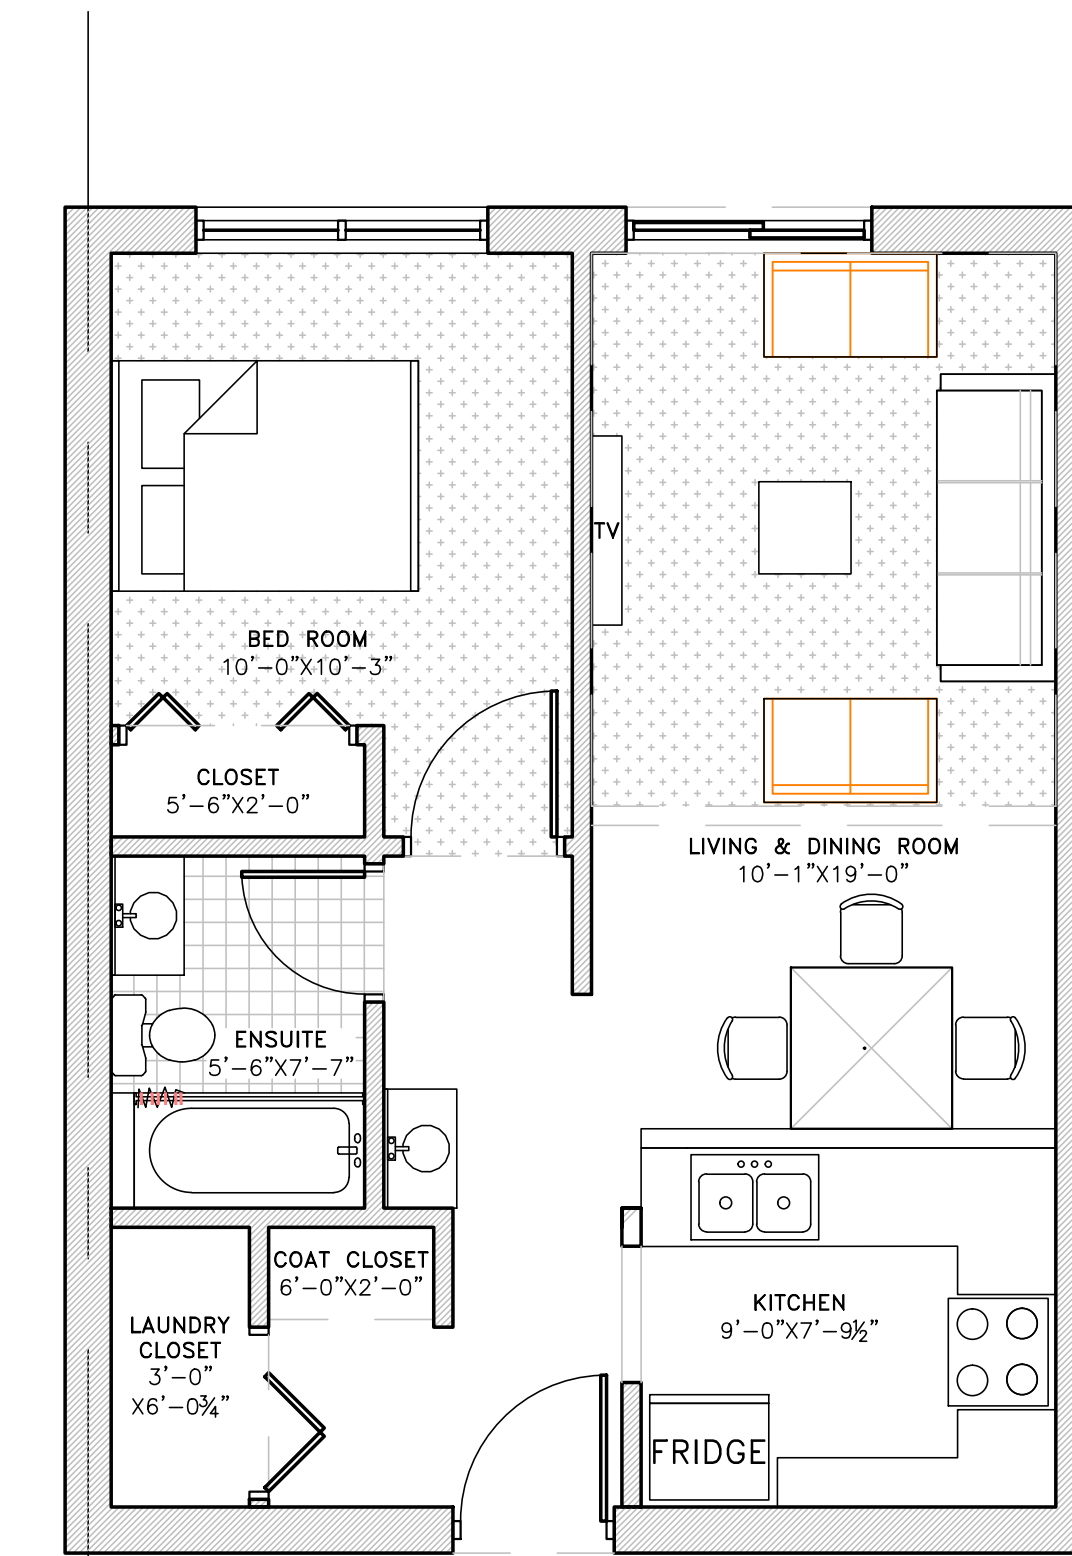 TV
BED ROOM
10'-0"X10'-3"
CLOSET
5'-6"X2'-0"
LIVING & DINING ROOM
10'-1"X19'-0"
ENSUITE
5'-6"X7'-7"
COAT CLOSET
6'-0"X2'-0"
LAUNDRY
CLOSET
3'-0"
X6'-0¾"
KITCHEN
9'-0"X7'-9½"
FRIDGE